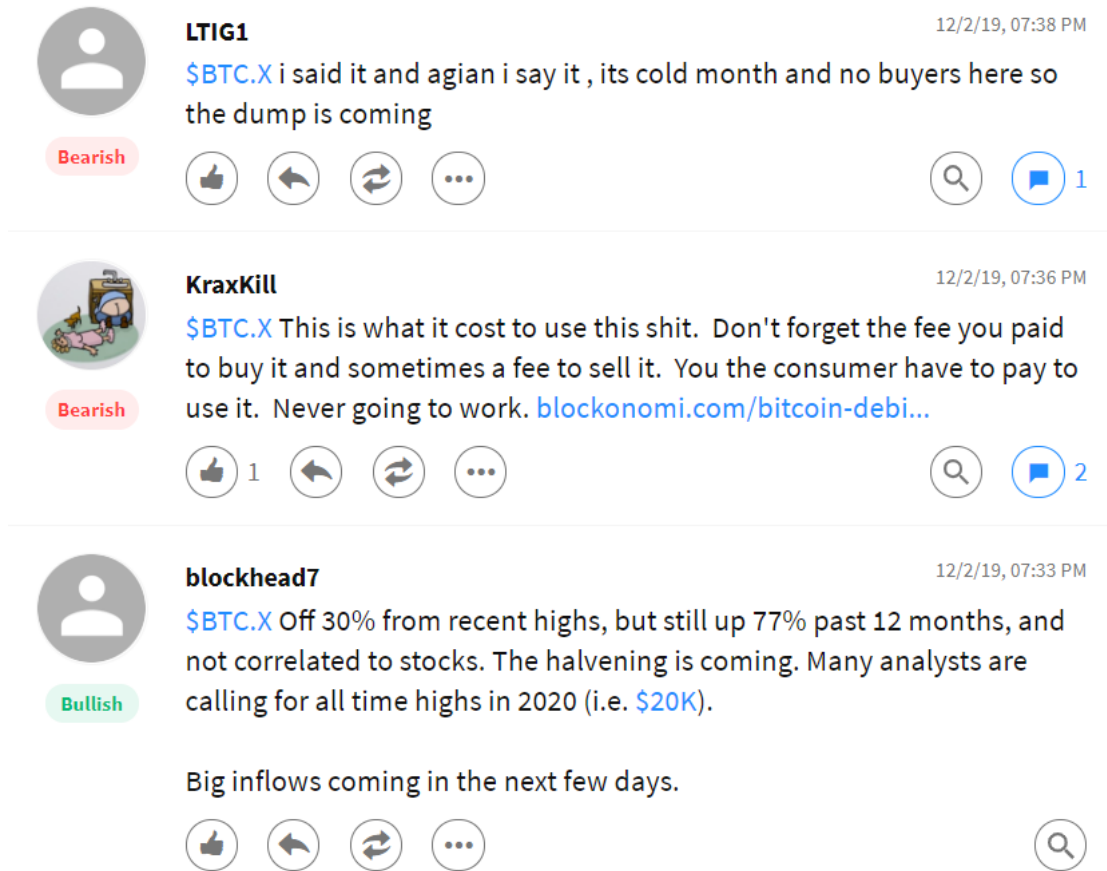 LTIG1
12/2/19, 07:38 PM
$BTC.X i said it and agian i say it , its cold month and no buyers here so
the dump is coming
Bearish
1
KraxKill
12/2/19, 07:36 PM
$BTC.X This is what it cost to use this shit.  Don't forget the fee you paid
to buy it and sometimes a fee to sell it.  You the consumer have to pay to
use it.  Never going to work. blockonomi.com/bitcoin-debi...
Bearish
1
2
blockhead7
12/2/19, 07:33 PM
$BTC.X Off 30% from recent highs, but still up 77% past 12 months, and
not correlated to stocks. The halvening is coming. Many analysts are
calling for all time highs in 2020 (i.e. $20K).
Bullish
Big inflows coming in the next few days.